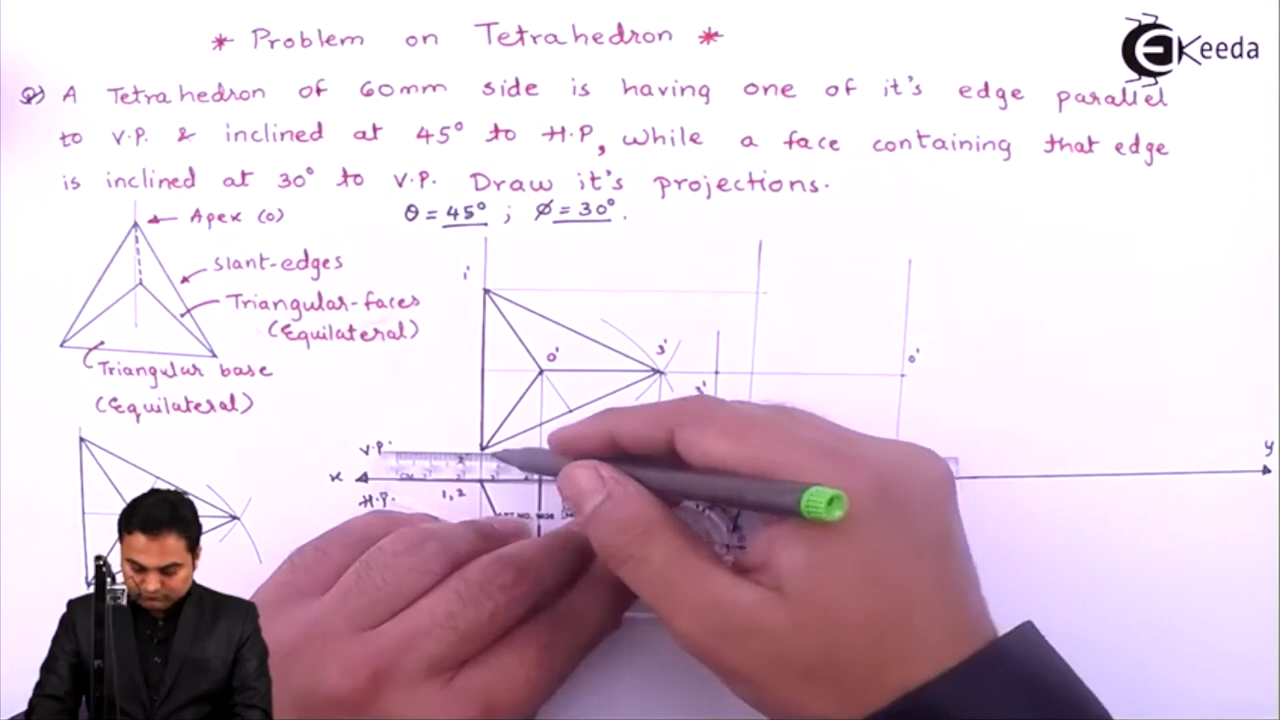 * Problem on Tetrahedron *
Keeda
Q) A Tetrahedron of 60mm side is having one of it's edge parallel
to V.P. & inclined at 45° to H.P, while a face containing that edge
is inclined at 30° to V.P. Draw it's projections.
θ = 45° ; φ = 30°.
Apex (o)
Slant-edges
Triangular-faces
(Equilateral)
Triangular base
(Equilateral)
1'
o'
3'
o'
3'
V.P.
x
y
H.P.
1,2